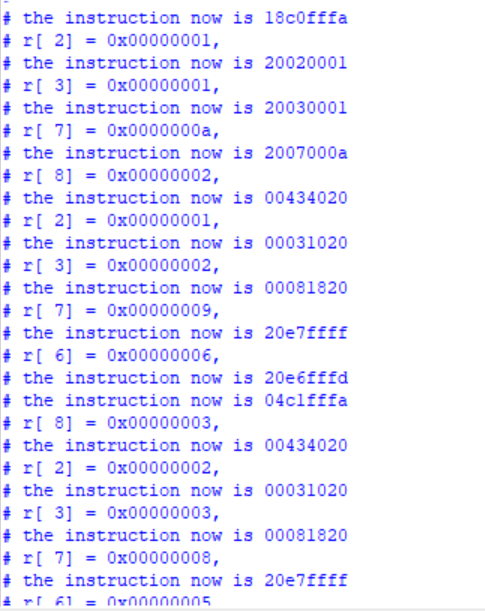 # the instruction now is 18c0fffa
# r[ 2] = 0x00000001,
# the instruction now is 20020001
# r[ 3] = 0x00000001,
# the instruction now is 20030001
# r[ 7] = 0x0000000a,
# the instruction now is 2007000a
# r[ 8] = 0x00000002,
# the instruction now is 00434020
# r[ 2] = 0x00000001,
# the instruction now is 00031020
# r[ 3] = 0x00000002,
# the instruction now is 00081820
# r[ 7] = 0x00000009,
# the instruction now is 20e7ffff
# r[ 6] = 0x00000006,
# the instruction now is 20e6fffd
# the instruction now is 04c1fffa
# r[ 8] = 0x00000003,
# the instruction now is 00434020
# r[ 2] = 0x00000002,
# the instruction now is 00031020
# r[ 3] = 0x00000003,
# the instruction now is 00081820
# r[ 7] = 0x00000008,
# the instruction now is 20e7ffff
# r[ 6] = 0x00000005